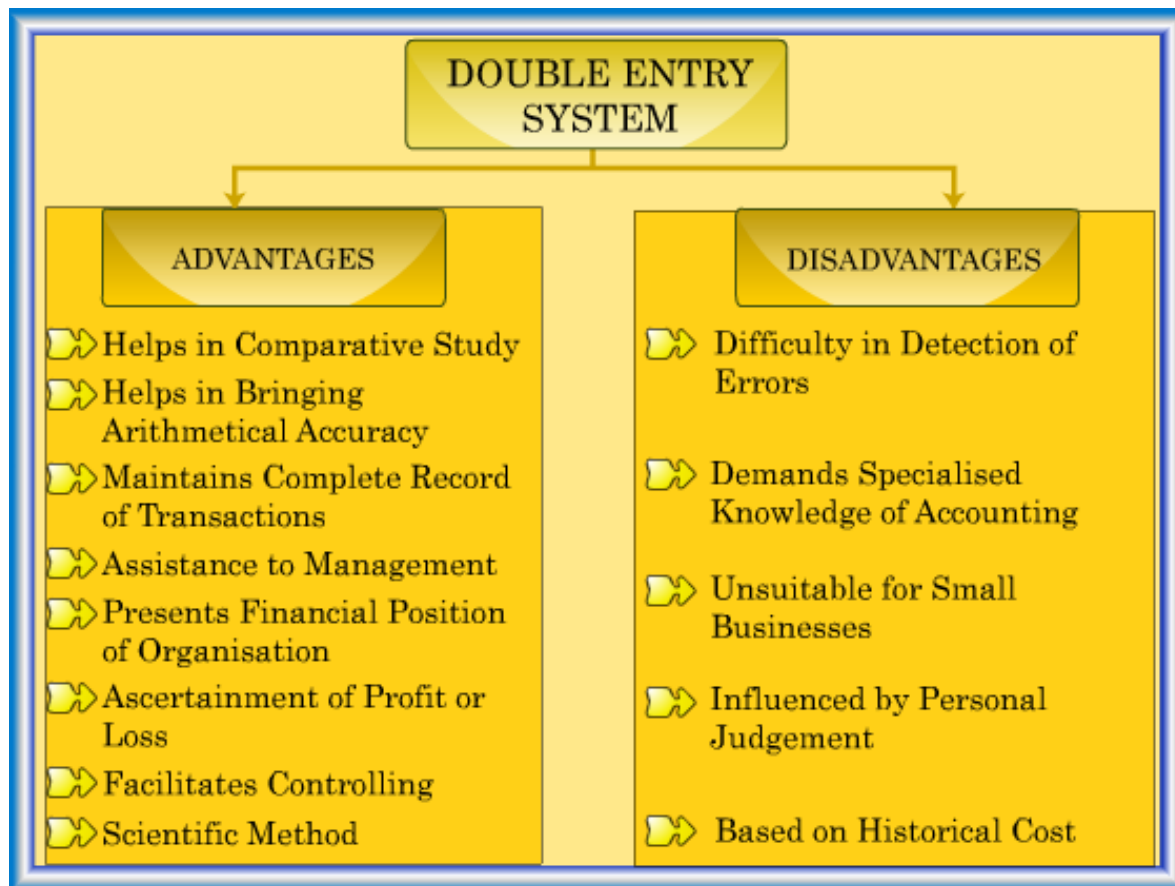 DOUBLE ENTRY
SYSTEM
ADVANTAGES
Helps in Comparative Study
Helps in Bringing
Arithmetical Accuracy
Maintains Complete Record
of Transactions
Assistance to Management
Presents Financial Position
of Organisation
Ascertainment of Profit or
Loss
Facilitates Controlling
Scientific Method
DISADVANTAGES
Difficulty in Detection of
Errors
Demands Specialised
Knowledge of Accounting
Unsuitable for Small
Businesses
Influenced by Personal
Judgement
Based on Historical Cost